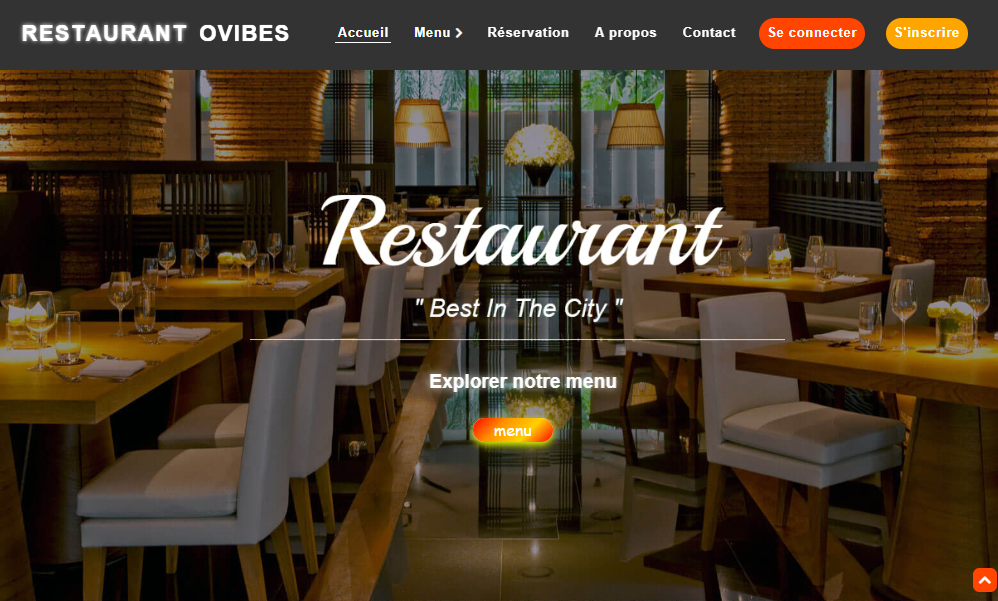 RESTAURANT OVIBES
Accueil Menu Réservation A propos Contact Se connecter S'inscrire
Restaurant
" Best In The City "
Explorer notre menu
menu